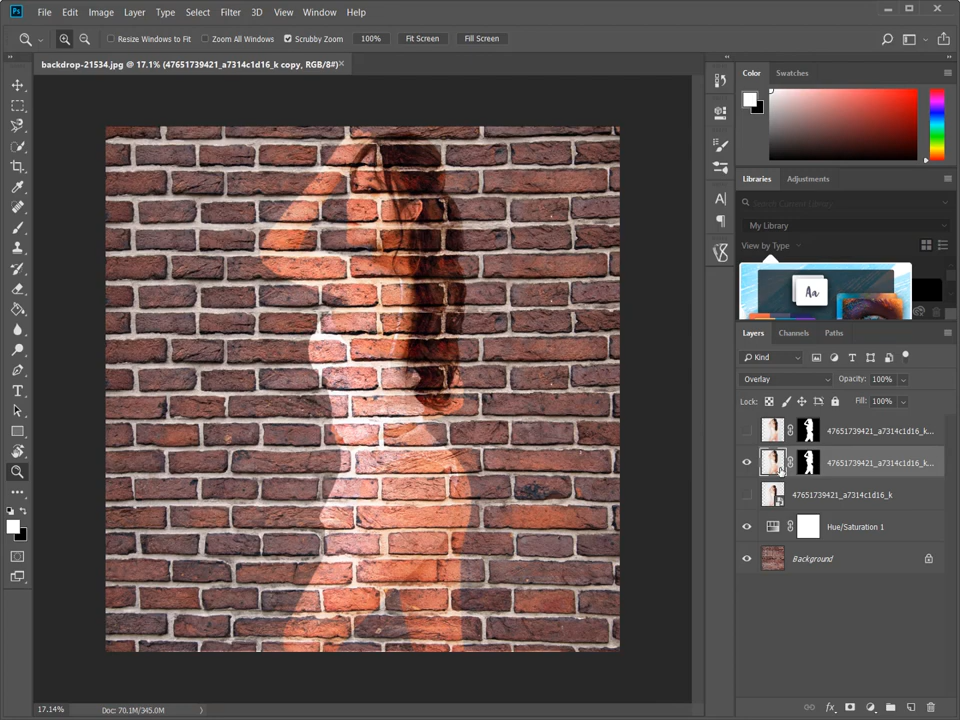 Ps File Edit Image Layer Type Select Filter 3D View Window Help
Resize Windows to Fit Zoom All Windows Scrubby Zoom 100% Fit Screen Fill Screen
backdrop-21534.jpg @ 17.1% (47651739421_a7314c1d16_k copy, RGB/8#)
Color Swatches
Libraries Adjustments
Search Current Library
My Library
View by Type
Aa
Layers Channels Paths
Kind
Overlay Opacity: 100%
Lock: Fill: 100%
47651739421_a7314c1d16_k...
47651739421_a7314c1d16_k...
47651739421_a7314c1d16_k
Hue/Saturation 1
Background
17.14% Doc: 70.1M/345.0M